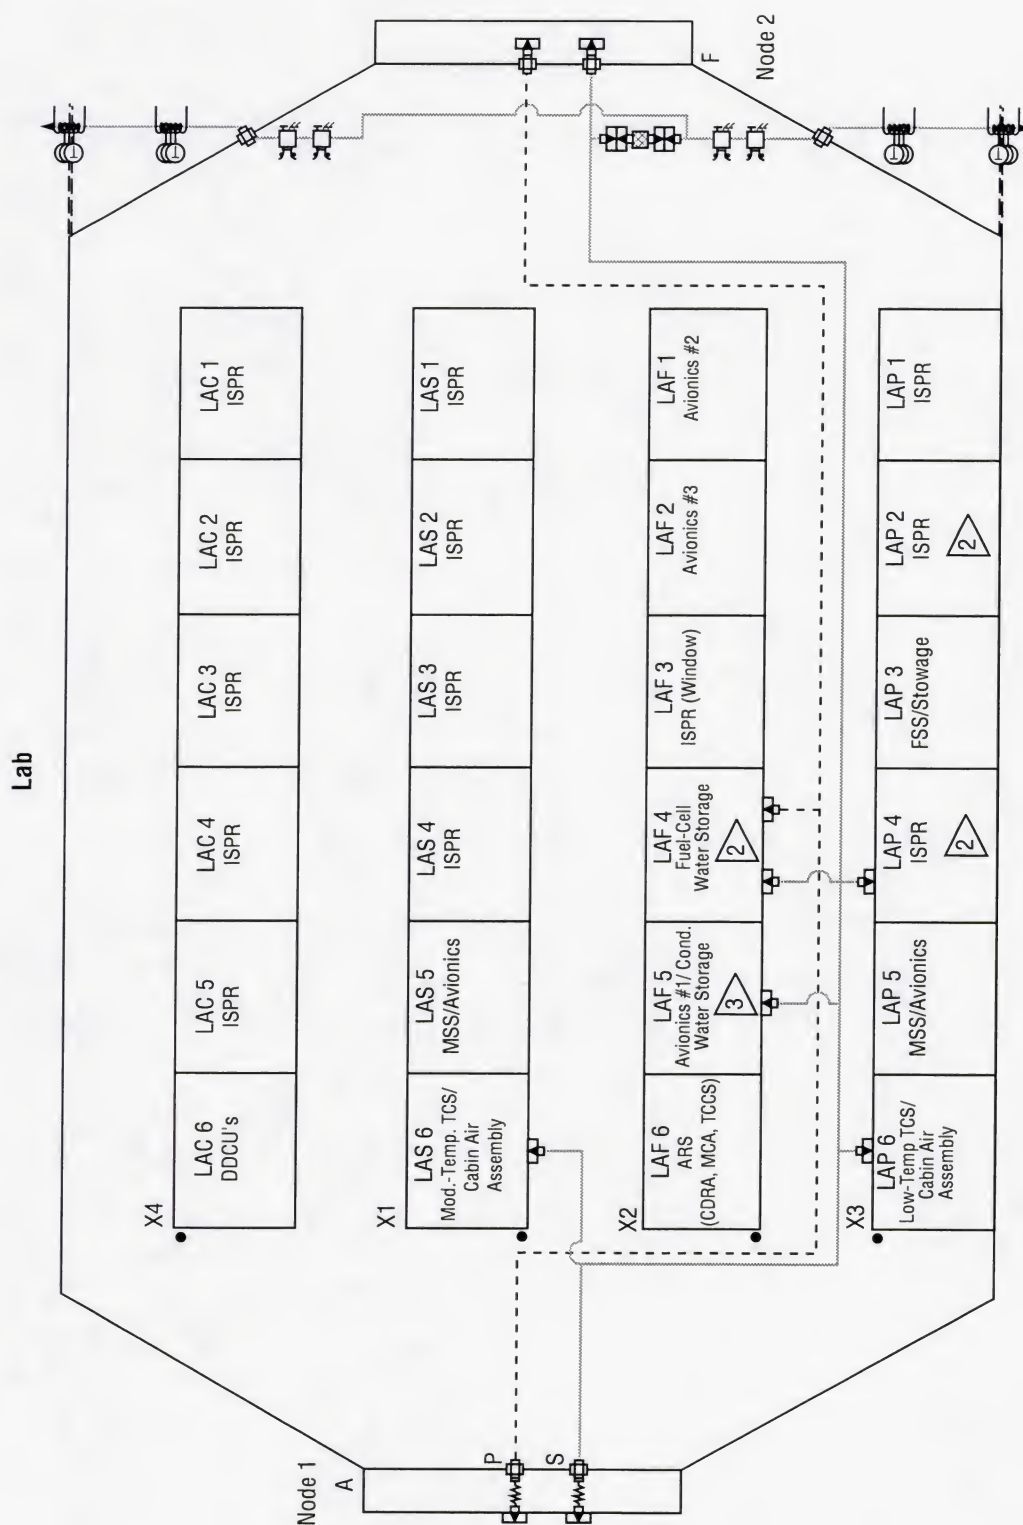 Lab
Node 1
A
P
S
Node 2
F
X4
LAC 6
DDCU's
LAC 5
ISPR
LAC 4
ISPR
LAC 3
ISPR
LAC 2
ISPR
LAC 1
ISPR
X1
LAS 6
Mod.-Temp. TCS/
Cabin Air
Assembly
LAS 5
MSS/Avionics
LAS 4
ISPR
LAS 3
ISPR
LAS 2
ISPR
LAS 1
ISPR
X2
LAF 6
ARS
(CDRA, MCA, TCCS)
LAF 5
Avionics #1/ Cond.
Water Storage
3
LAF 4
Fuel-Cell
Water Storage
2
LAF 3
ISPR (Window)
LAF 2
Avionics #3
LAF 1
Avionics #2
X3
LAP 6
Low-Temp TCS/
Cabin Air
Assembly
LAP 5
MSS/Avionics
LAP 4
ISPR
2
LAP 3
FSS/Stowage
LAP 2
ISPR
2
LAP 1
ISPR
T
T
T
T